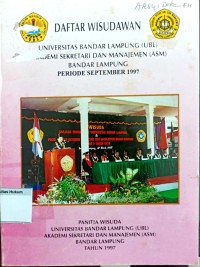 DAFTAR WISUDAWAN
UNIVERSITAS BANDAR LAMPUNG (UBL)
AKADEMI SEKRETARI DAN MANAJEMEN (ASM)
BANDAR LAMPUNG
PERIODE SEPTEMBER 1997
WISUDA
PANITIA WISUDA
UNIVERSITAS BANDAR LAMPUNG (UBL)
AKADEMI SEKRETARI DAN MANAJEMEN (ASM)
BANDAR LAMPUNG
TAHUN 1997